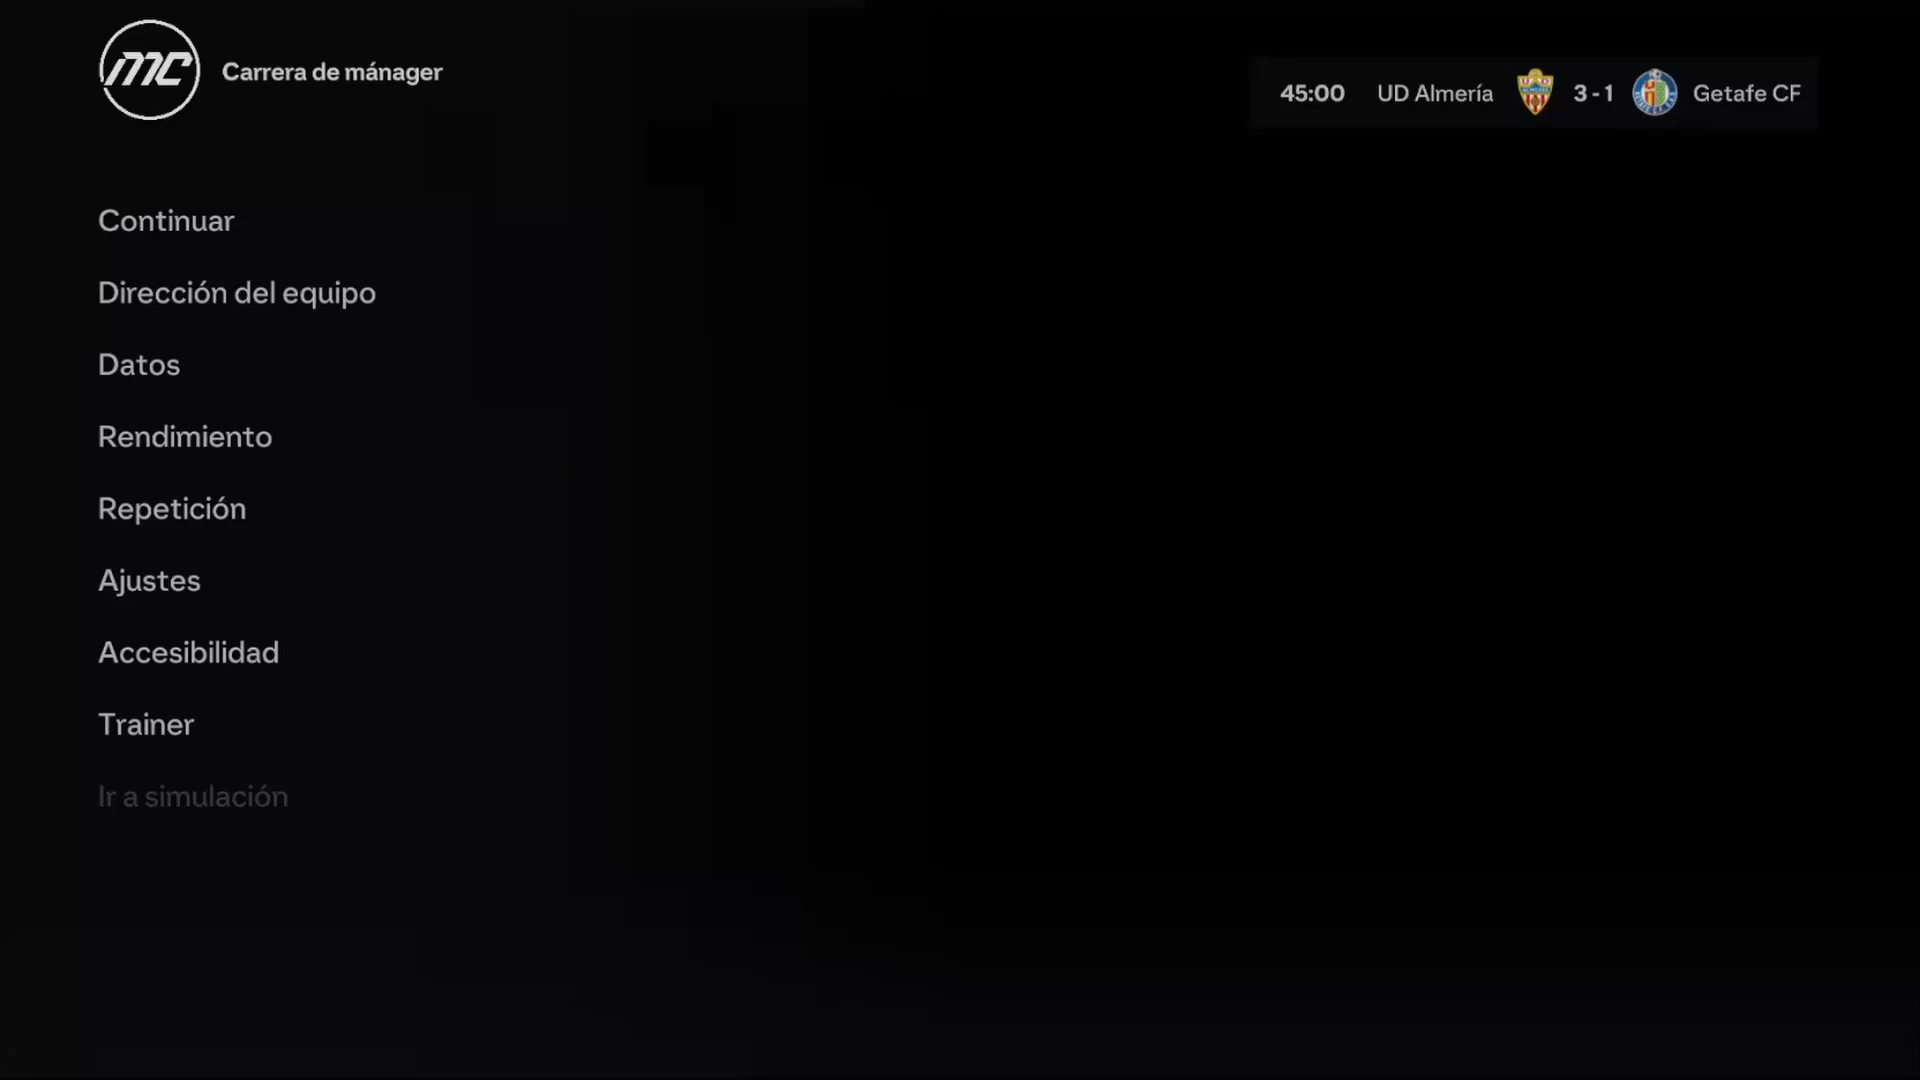 MC Carrera de mánager
45:00 UD Almería 3 - 1 Getafe CF
Continuar
Dirección del equipo
Datos
Rendimiento
Repetición
Ajustes
Accesibilidad
Trainer
Ir a simulación